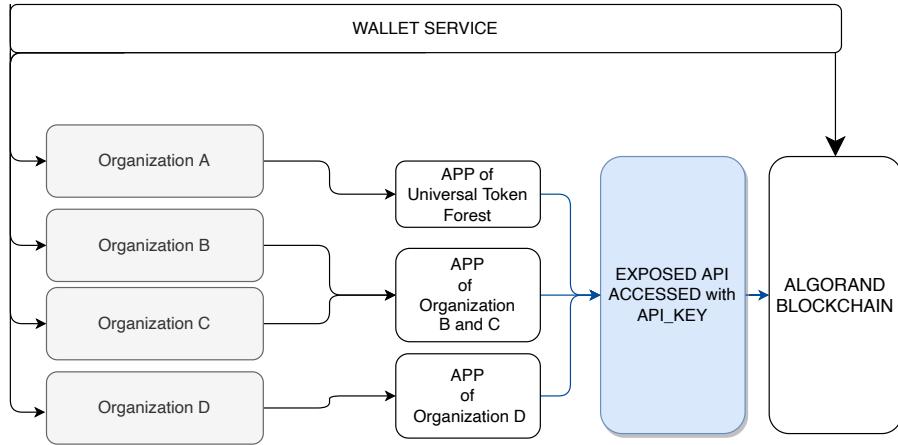 WALLET SERVICE
Organization A
APP of
Universal Token
Forest
Organization B
Organization C
APP
of
Organization
B and C
EXPOSED API
ACCESSED with
API_KEY
ALGORAND
BLOCKCHAIN
Organization D
APP
of
Organization D